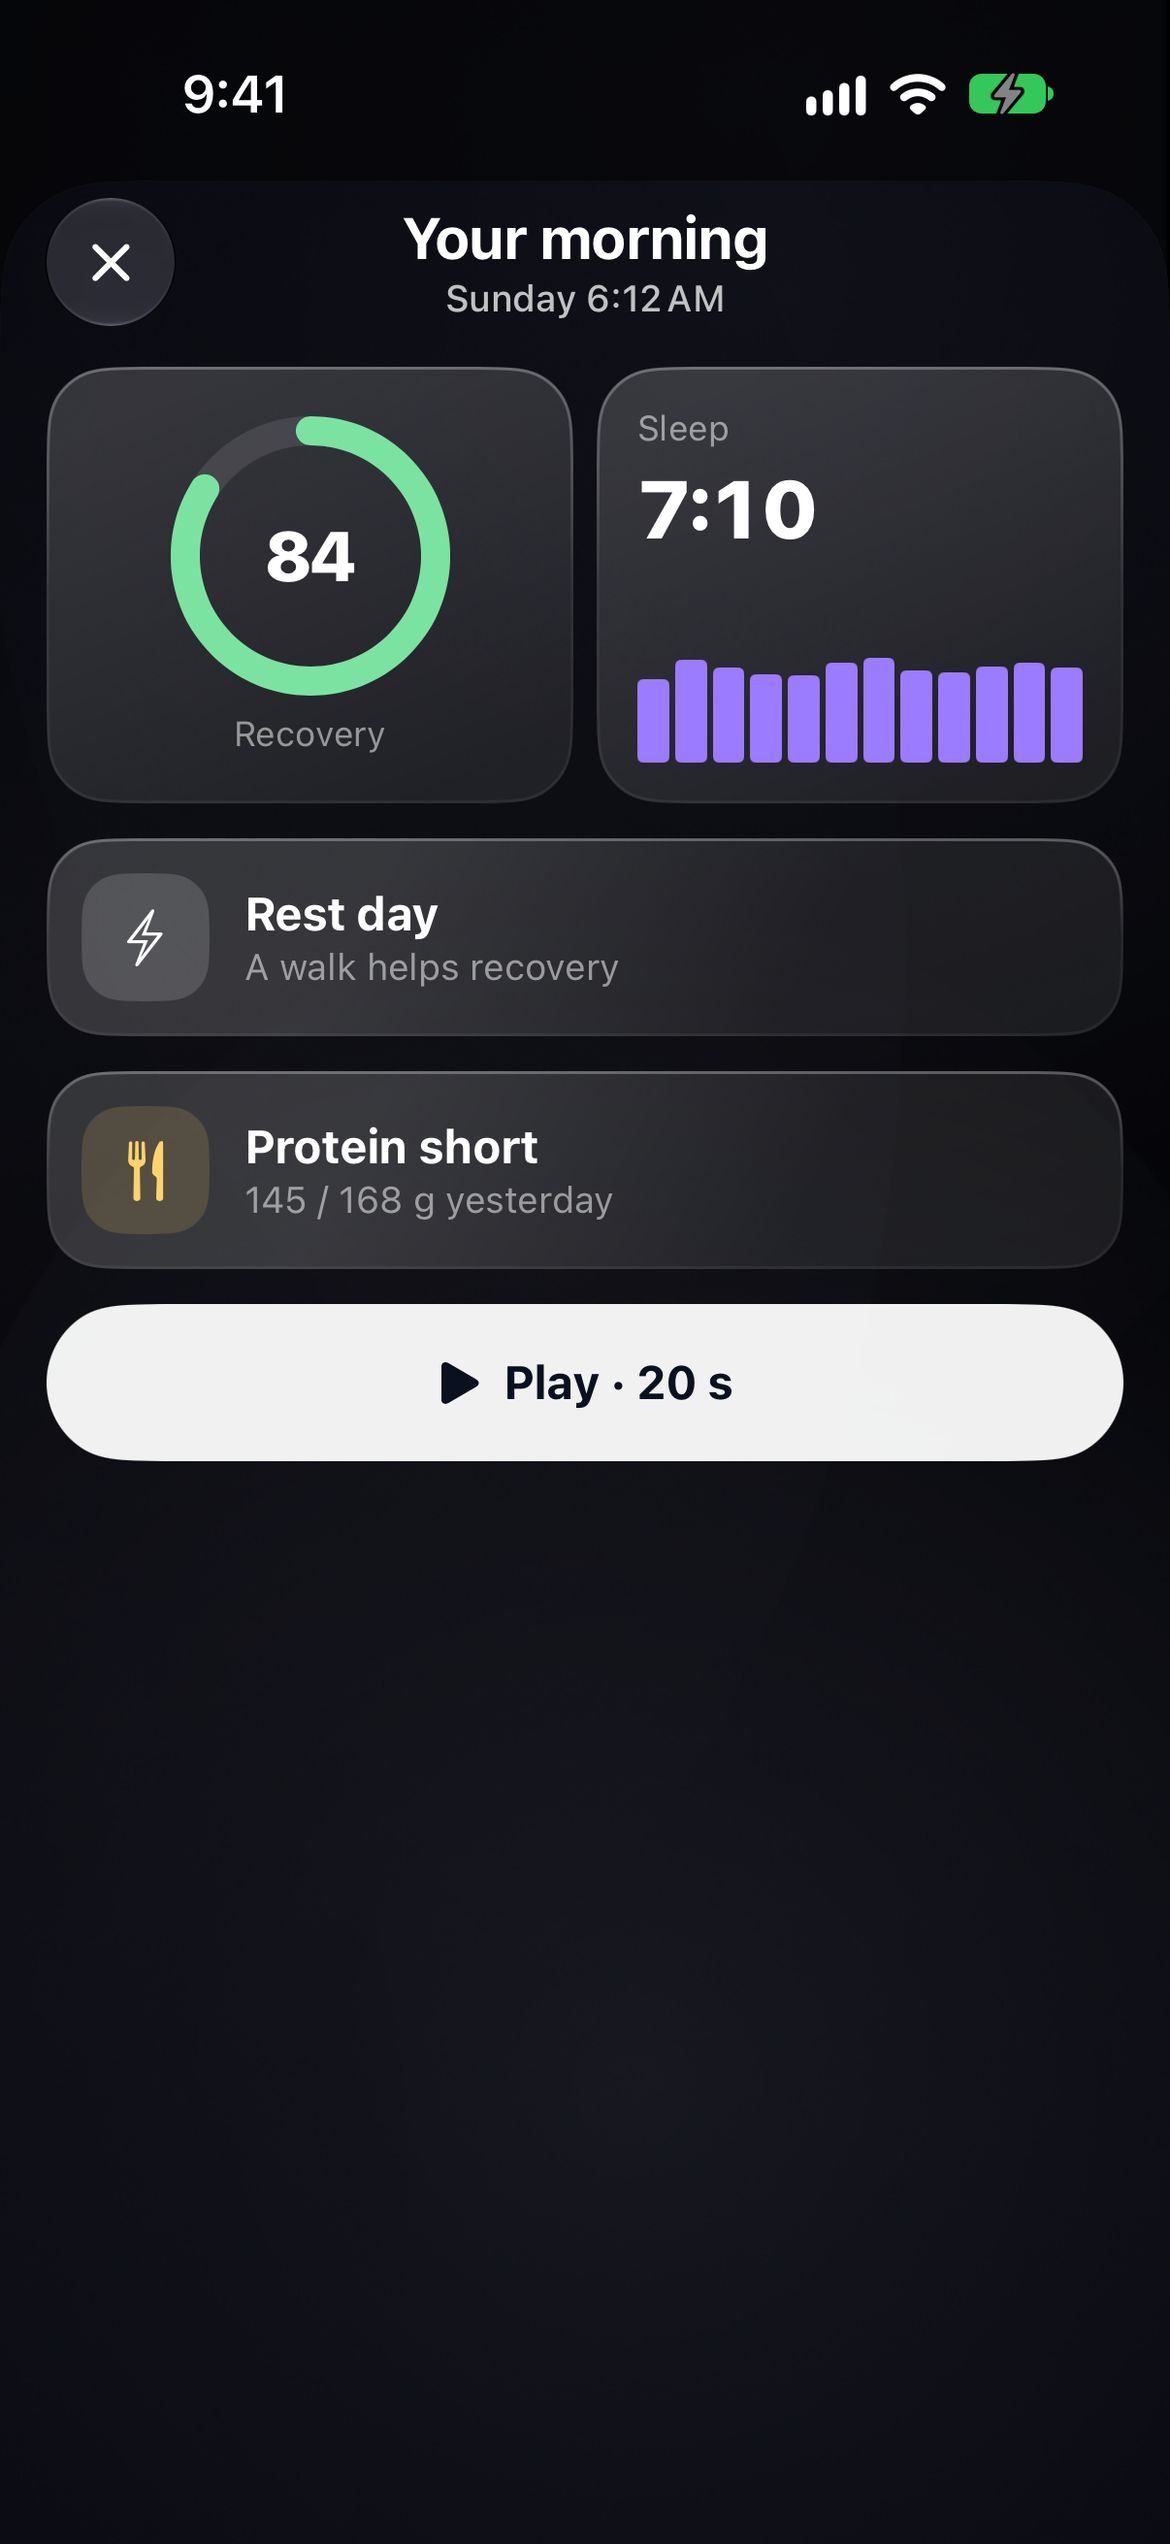 9:41
Your morning
Sunday 6:12 AM
84
Recovery
Sleep
7:10
Rest day
A walk helps recovery
Protein short
145 / 168 g yesterday
Play · 20 s